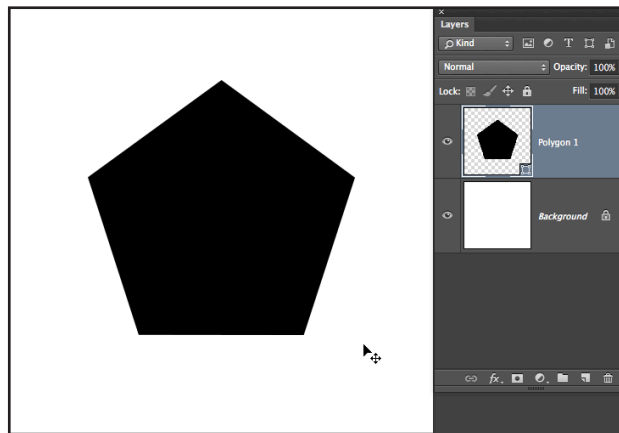 Layers
Kind
Normal Opacity: 100%
Lock: Fill: 100%
Polygon 1
Background
fx.